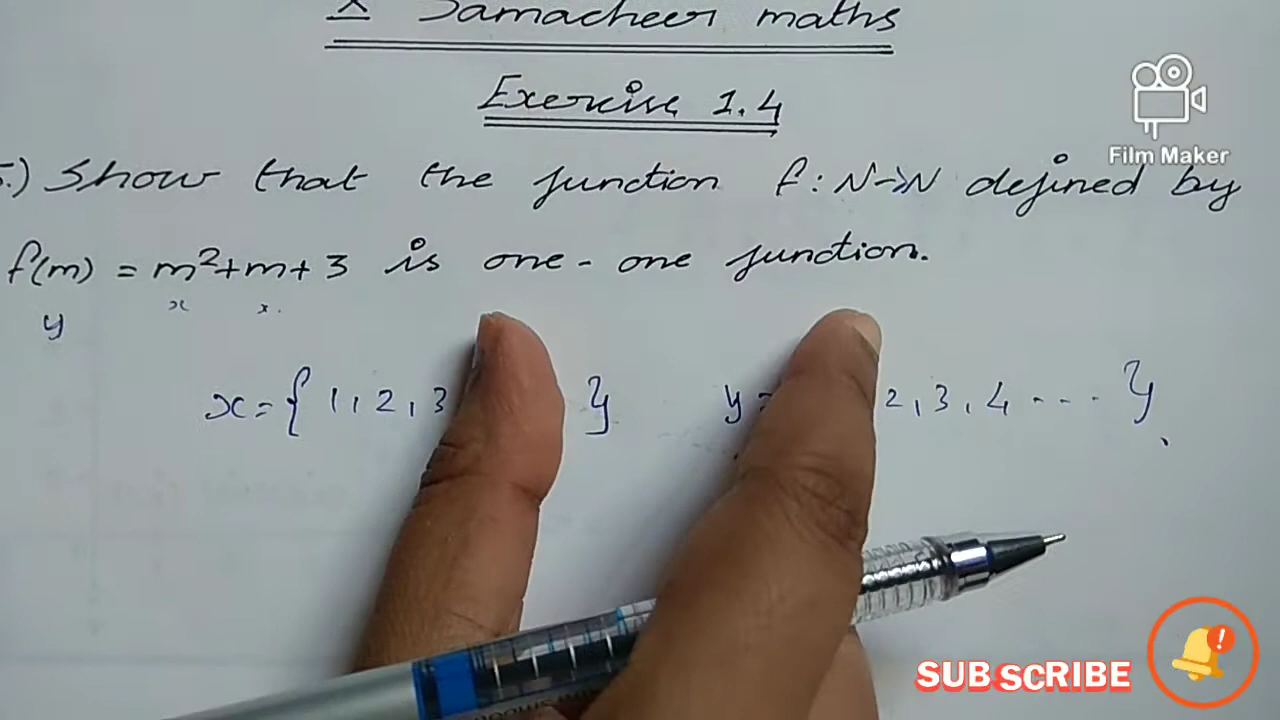 X Samacheer maths
Exercise 1.4
5.) Show that the function f : N→N defined by
f(m) = m²+m+3 is one-one function.
x x.
y
x={ 1, 2, 3 } y= 2, 3, 4 ... }
Film Maker
SUBSCRIBE